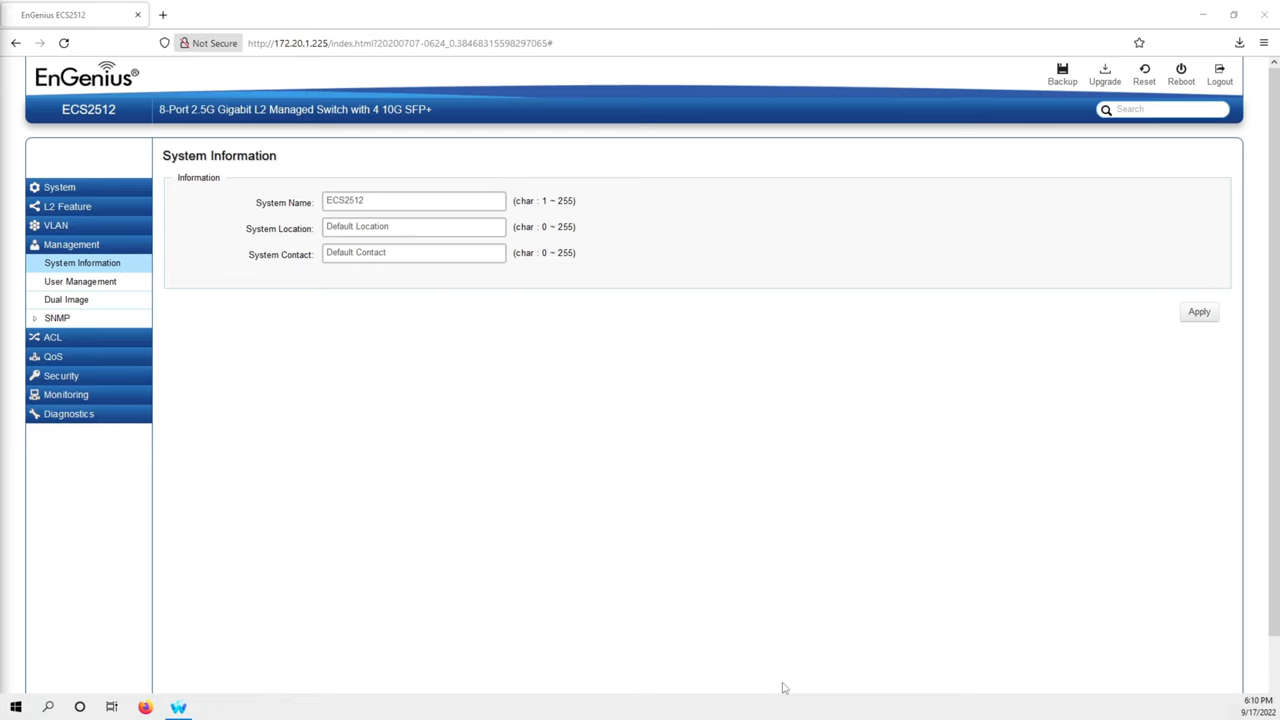 EnGenius ECS2512
Not Secure
http://172.20.1.225/index.html?20200707-0624_0.38468315598297065#
EnGenius®
Backup
Upgrade
Reset
Reboot
Logout
ECS2512
8-Port 2.5G Gigabit L2 Managed Switch with 4 10G SFP+
Search
System Information
Information
System Name:
ECS2512
(char : 1 ~ 255)
System Location:
Default Location
(char : 0 ~ 255)
System Contact:
Default Contact
(char : 0 ~ 255)
Apply
System
L2 Feature
VLAN
Management
System Information
User Management
Dual Image
SNMP
ACL
QoS
Security
Monitoring
Diagnostics
6:10 PM
9/17/2022